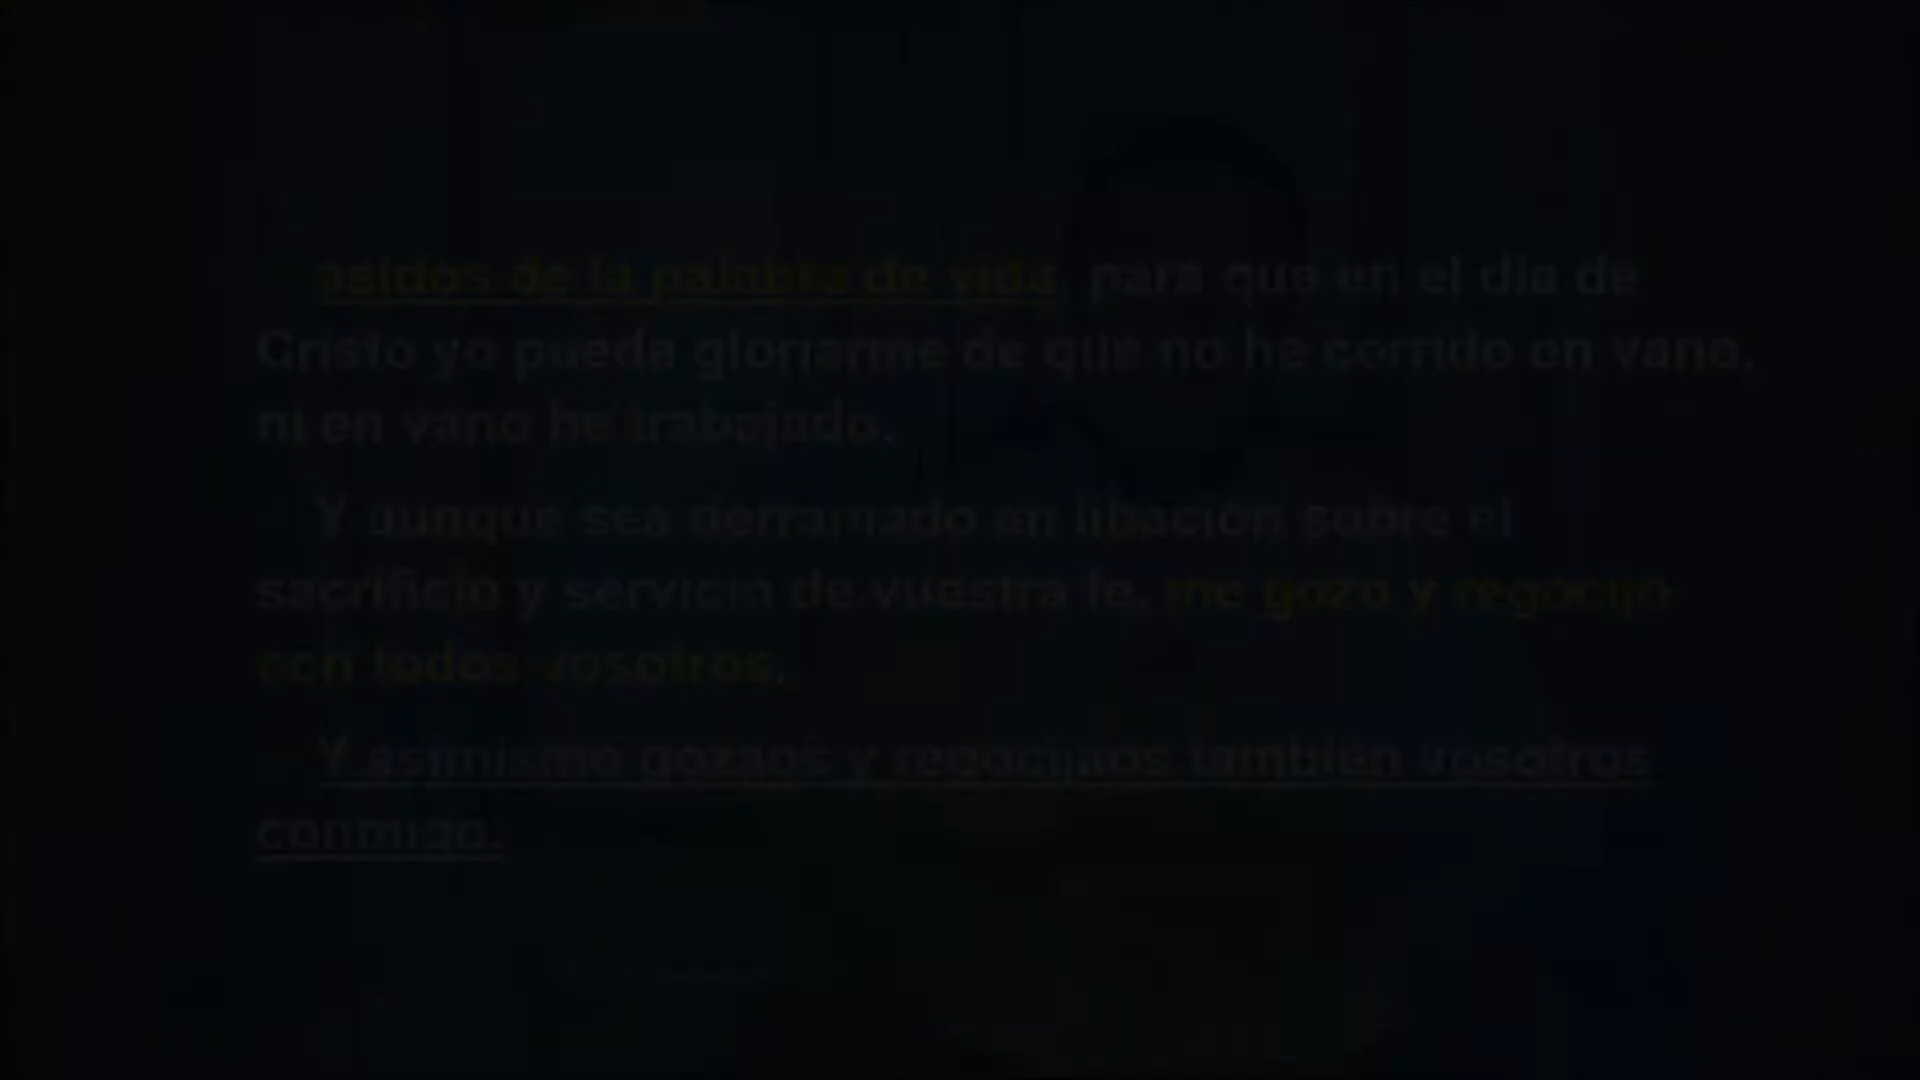 asidos de la palabra de vida, para que en el día de
Cristo yo pueda gloriarme de que no he corrido en vano,
ni en vano he trabajado.
Y aunque sea derramado en libación sobre el
sacrificio y servicio de vuestra fe, me gozo y regocijo
con todos vosotros.
Y asimismo gozaos y regocijaos también vosotros
conmigo.